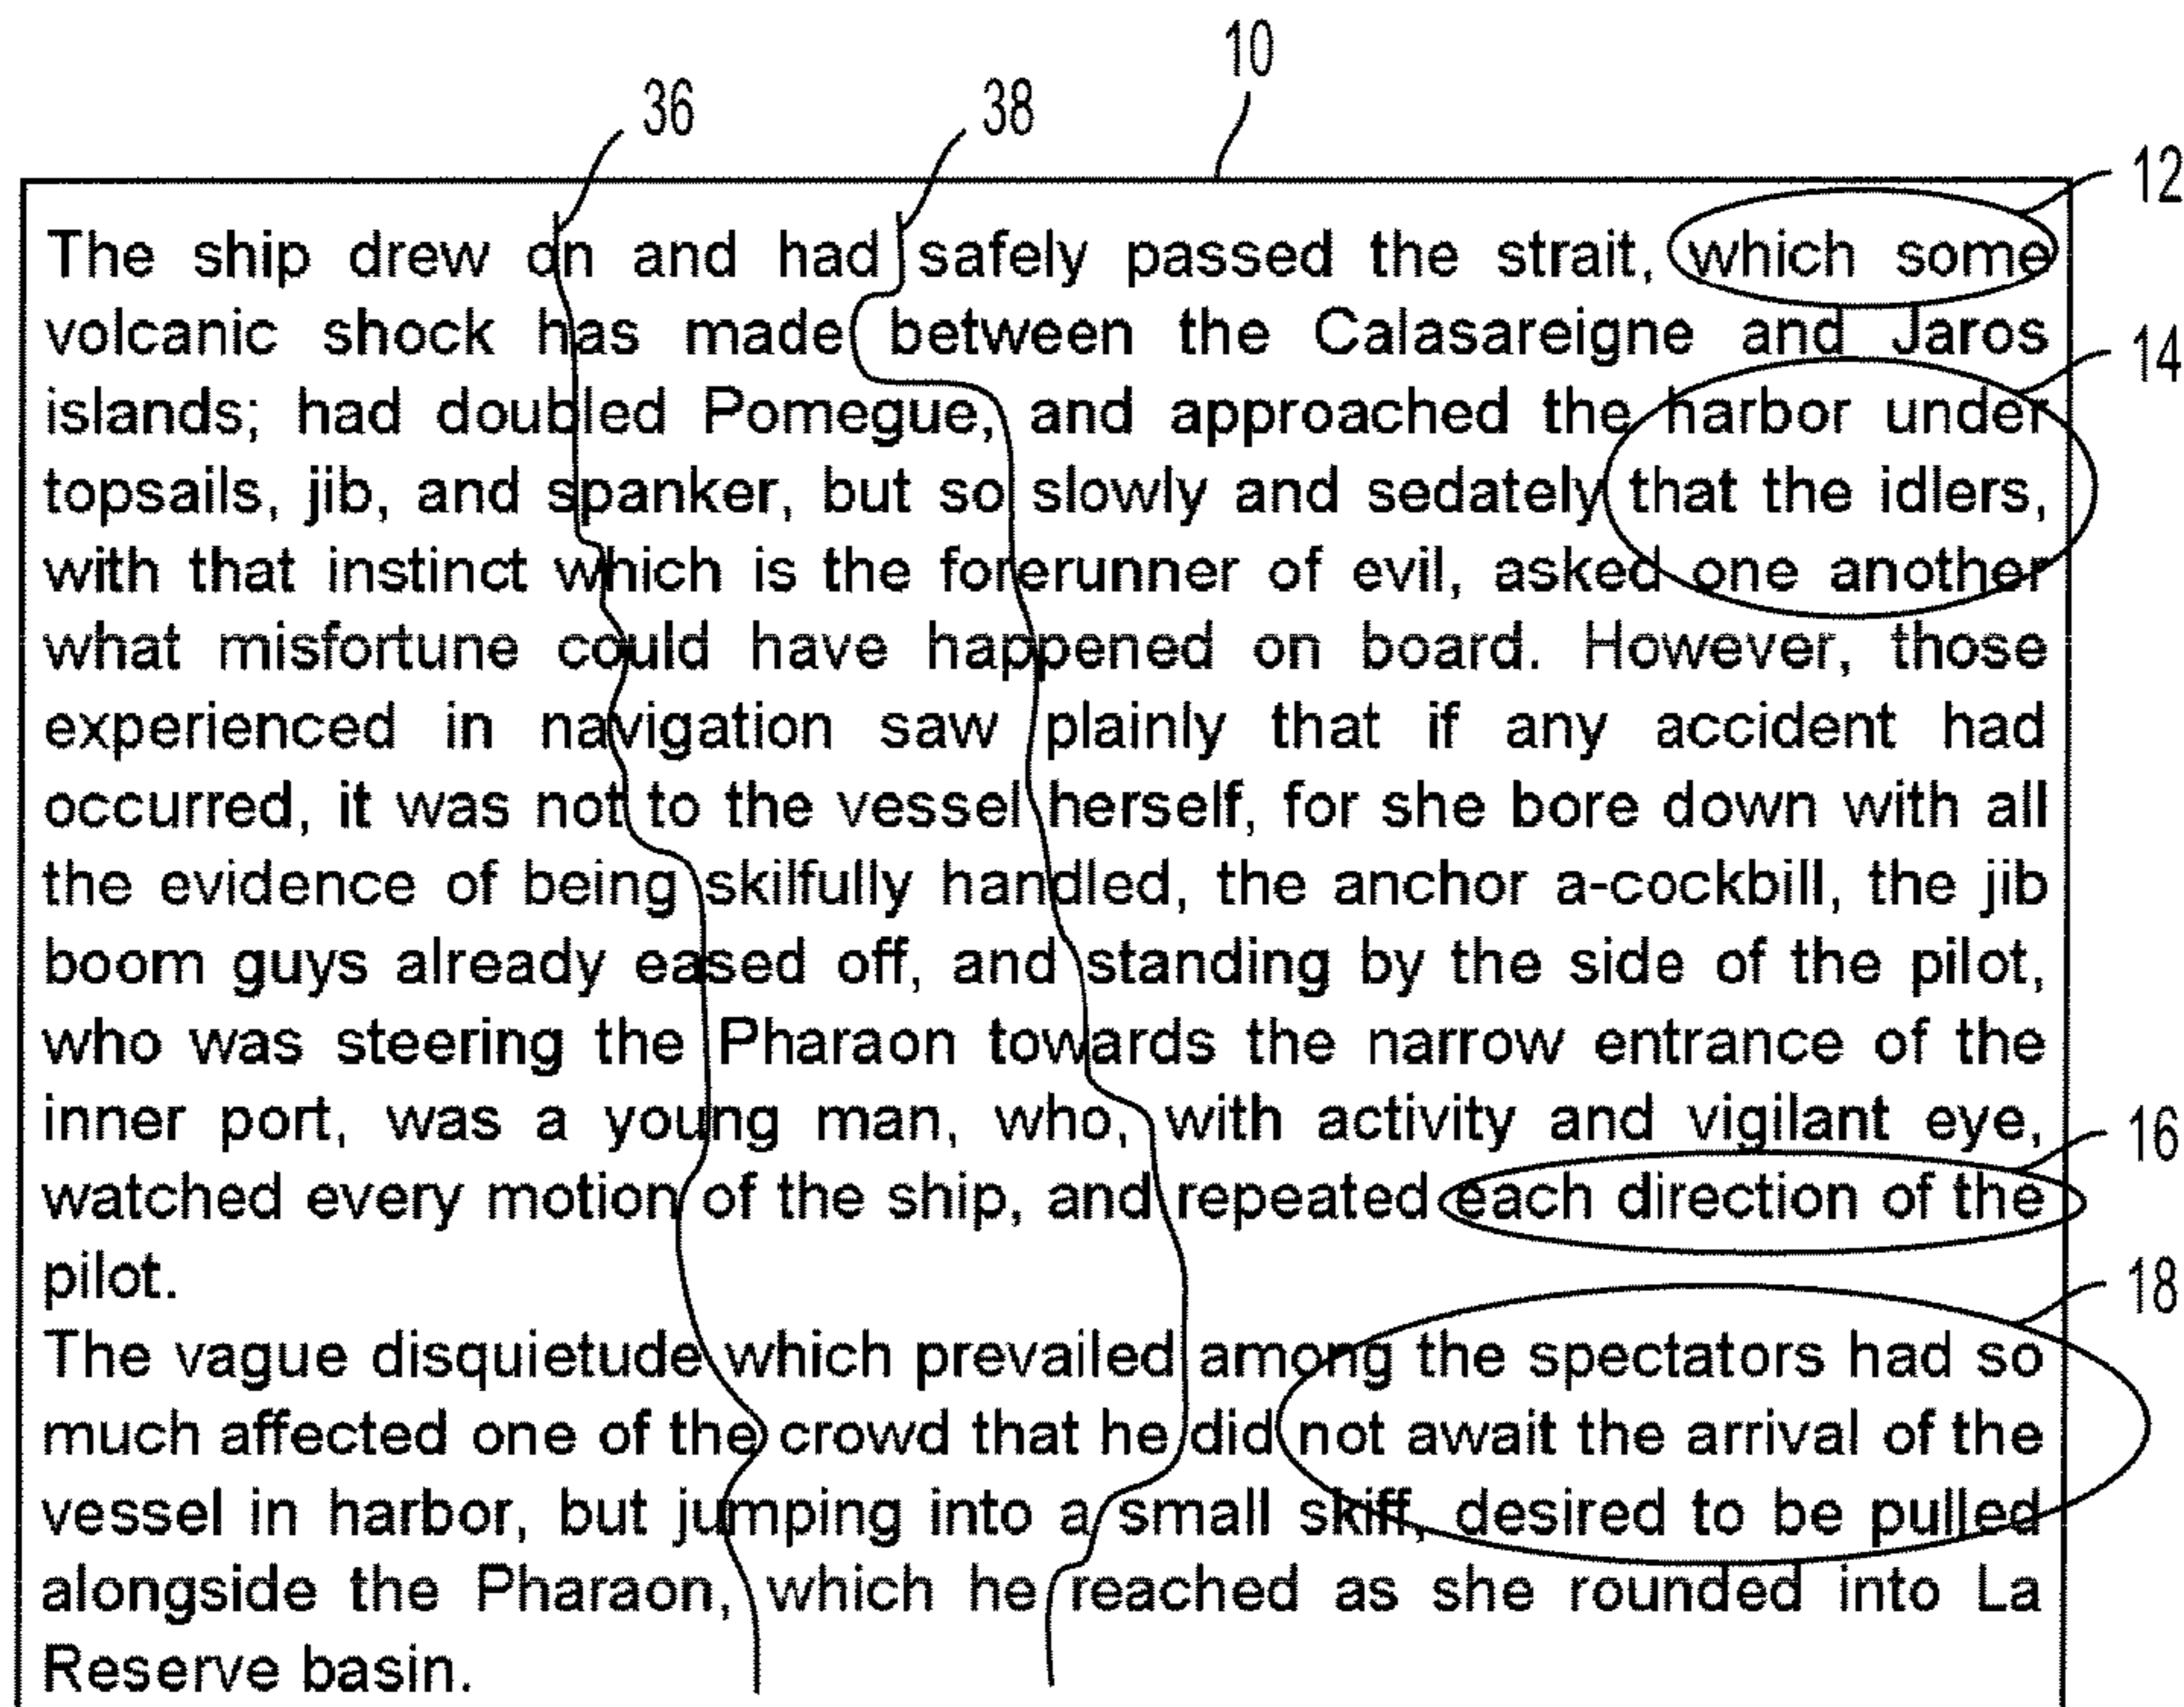 10
36
38
12
The ship drew on and had safely passed the strait, which some
volcanic shock has made between the Calasareigne and Jaros
14
islands; had doubled Pomegue, and approached the harbor under
topsails, jib, and spanker, but so slowly and sedately that the idlers,
with that instinct which is the forerunner of evil, asked one another
what misfortune could have happened on board. However, those
experienced in navigation saw plainly that if any accident had
occurred, it was not to the vessel herself, for she bore down with all
the evidence of being skilfully handled, the anchor a-cockbill, the jib
boom guys already eased off, and standing by the side of the pilot,
who was steering the Pharaon towards the narrow entrance of the
inner port, was a young man, who, with activity and vigilant eye,
16
watched every motion of the ship, and repeated each direction of the
pilot.
18
The vague disquietude which prevailed among the spectators had so
much affected one of the crowd that he did not await the arrival of the
vessel in harbor, but jumping into a small skiff, desired to be pulled
alongside the Pharaon, which he reached as she rounded into La
Reserve basin.